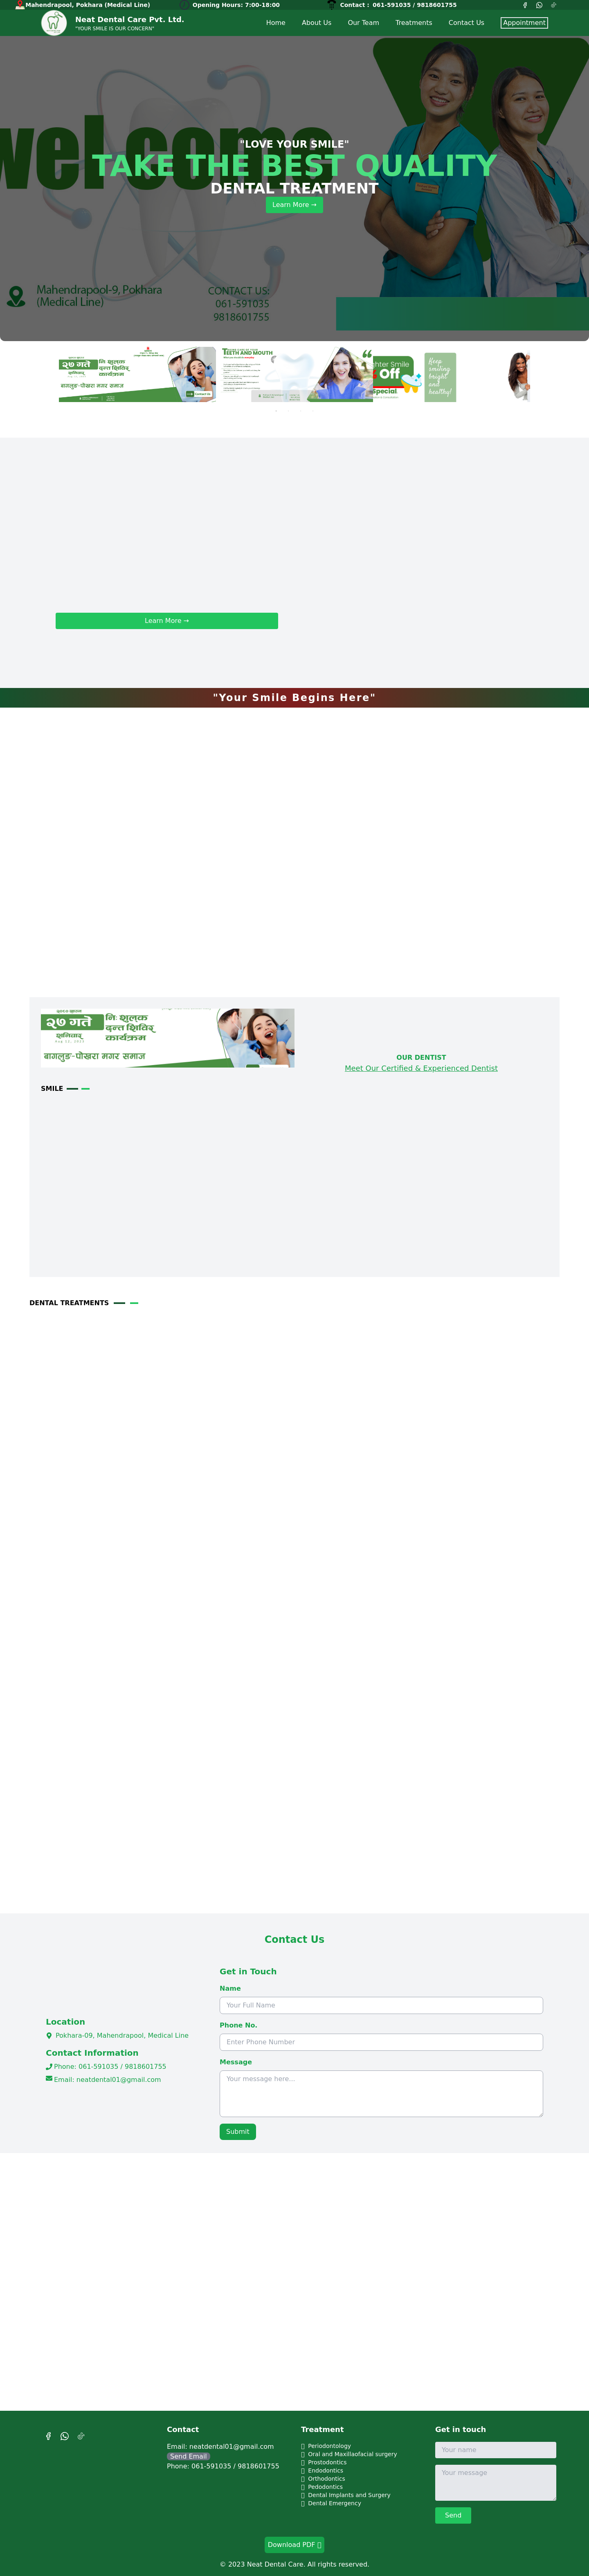 Mahendrapool, Pokhara (Medical Line)
Opening Hours: 7:00-18:00
Contact : 061-591035 / 9818601755
Neat Dental Care Pvt. Ltd.
"YOUR SMILE IS OUR CONCERN"
Home
About Us
Our Team
Treatments
Contact Us
Appointment
welcome
"LOVE YOUR SMILE"
TAKE THE BEST QUALITY
DENTAL TREATMENT
Learn More →
Mahendrapool-9, Pokhara
(Medical Line)
CONTACT US:
061-591035
9818601755
२७ गते
निःशुल्क
दन्त शिविर
कार्यक्रम
बागलुङ-पोखरा मगर समाज
TEETH AND MOUTH
hter Smile
Off
Special
Keep
smiling
bright
and
healthy!
Learn More →
"Your Smile Begins Here"
२७ गते
शनिबार
निःशुल्क
दन्त शिविर
कार्यक्रम
बागलुङ-पोखरा मगर समाज
OUR DENTIST
Meet Our Certified & Experienced Dentist
SMILE
DENTAL TREATMENTS
Contact Us
Get in Touch
Name
Your Full Name
Phone No.
Enter Phone Number
Message
Your message here...
Submit
Location
Pokhara-09, Mahendrapool, Medical Line
Contact Information
Phone: 061-591035 / 9818601755
Email: neatdental01@gmail.com
Contact
Email: neatdental01@gmail.com
Send Email
Phone: 061-591035 / 9818601755
Treatment
Periodontology
Oral and Maxillaofacial surgery
Prostodontics
Endodontics
Orthodontics
Pedodontics
Dental Implants and Surgery
Dental Emergency
Get in touch
Your name
Your message
Send
Download PDF
© 2023 Neat Dental Care. All rights reserved.